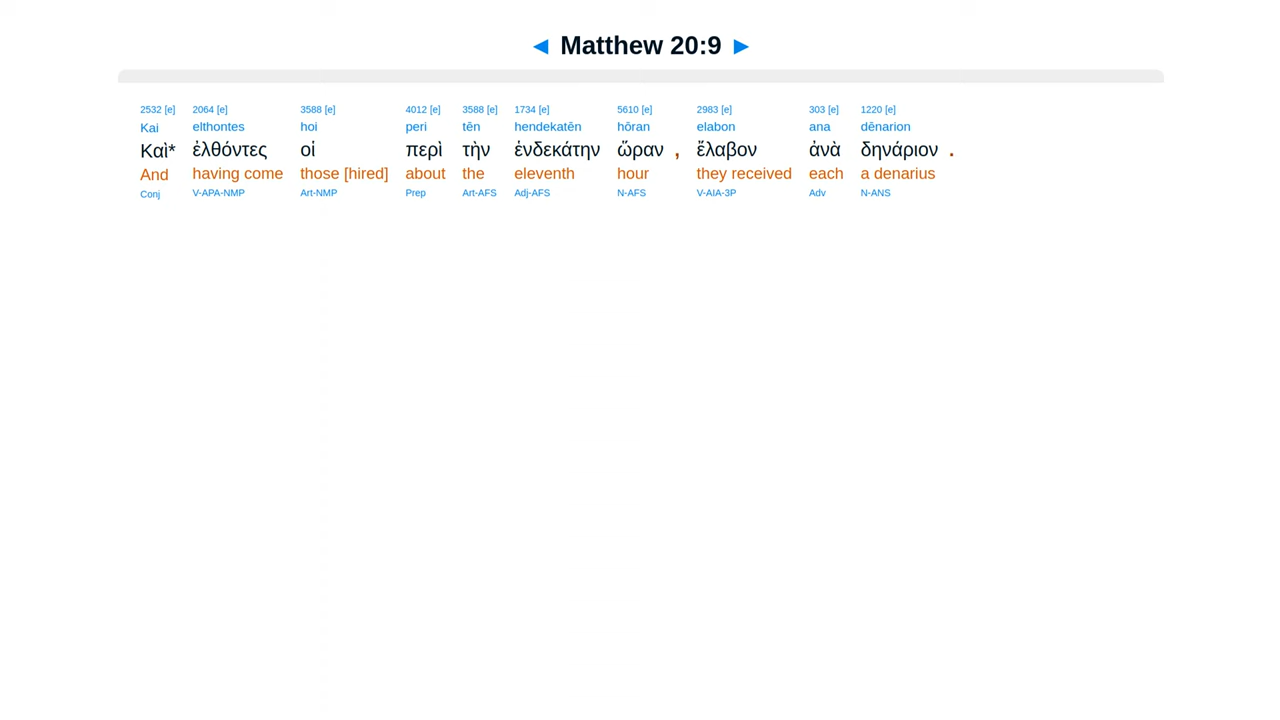 ◄ Matthew 20:9 ►
2532 [e] 2064 [e] 3588 [e] 4012 [e] 3588 [e] 1734 [e] 5610 [e] 2983 [e] 303 [e] 1220 [e]
Kai elthontes hoi peri tēn hendekatēn hōran elabon ana dēnarion
Καὶ* ἐλθόντες οἱ περὶ τὴν ἑνδεκάτην ὥραν , ἔλαβον ἀνὰ δηνάριον .
And having come those [hired] about the eleventh hour they received each a denarius
Conj V-APA-NMP Art-NMP Prep Art-AFS Adj-AFS N-AFS V-AIA-3P Adv N-ANS